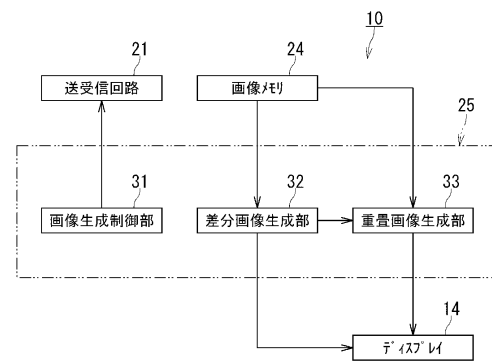 10
21
24
送受信回路
画像ﾒﾓﾘ
25
31
32
33
画像生成制御部
差分画像生成部
重畳画像生成部
14
ﾃﾞｨｽﾌﾟﾚｲ